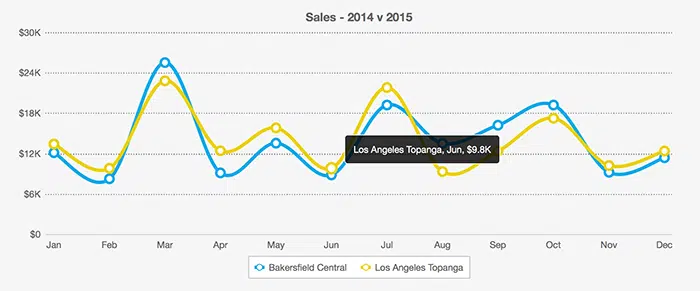 Sales - 2014 v 2015
$30K
$24K
$18K
$12K
$6K
$0
Los Angeles Topanga, Jun, $9.8K
Jan Feb Mar Apr May Jun Jul Aug Sep Oct Nov Dec
Bakersfield Central Los Angeles Topanga